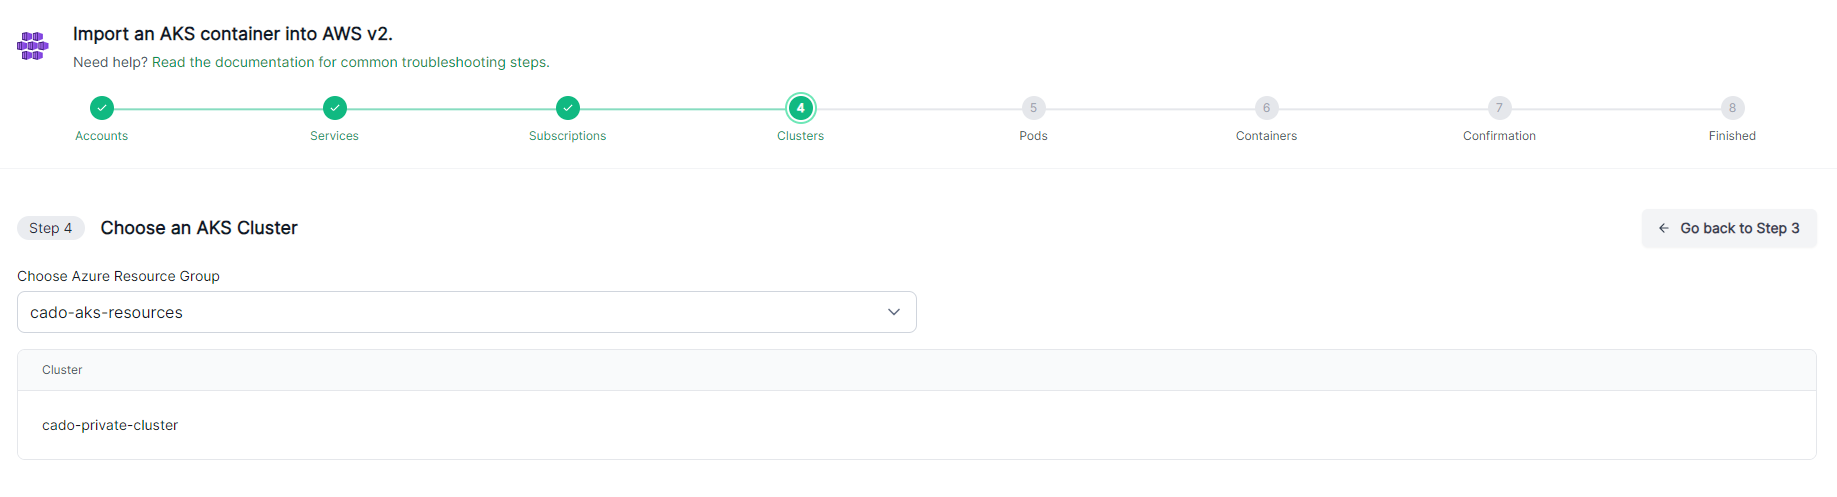 Import an AKS container into AWS v2.
Need help? Read the documentation for common troubleshooting steps.
4 5 6 7 8
Accounts Services Subscriptions Clusters Pods Containers Confirmation Finished
Step 4 Choose an AKS Cluster Go back to Step 3
Choose Azure Resource Group
cado-aks-resources
Cluster
cado-private-cluster